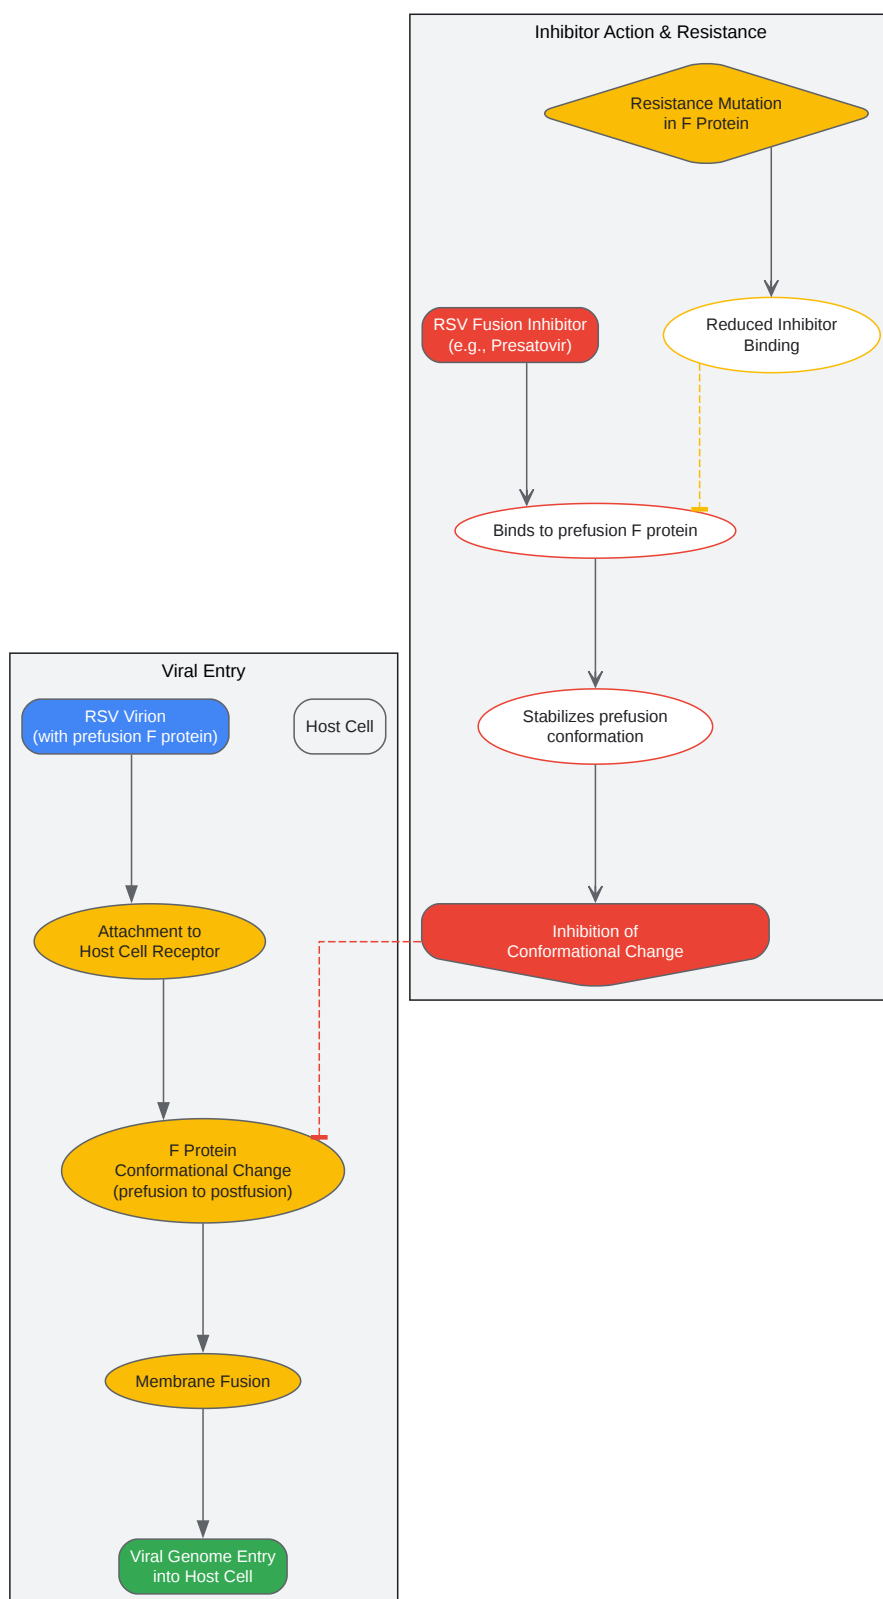 Inhibitor Action & Resistance
Resistance Mutation
in F Protein
RSV Fusion Inhibitor
(e.g., Presatovir)
Reduced Inhibitor
Binding
Binds to prefusion F protein
Stabilizes prefusion
conformation
Inhibition of
Conformational Change
Viral Entry
RSV Virion
(with prefusion F protein)
Host Cell
Attachment to
Host Cell Receptor
F Protein
Conformational Change
(prefusion to postfusion)
Membrane Fusion
Viral Genome Entry
into Host Cell